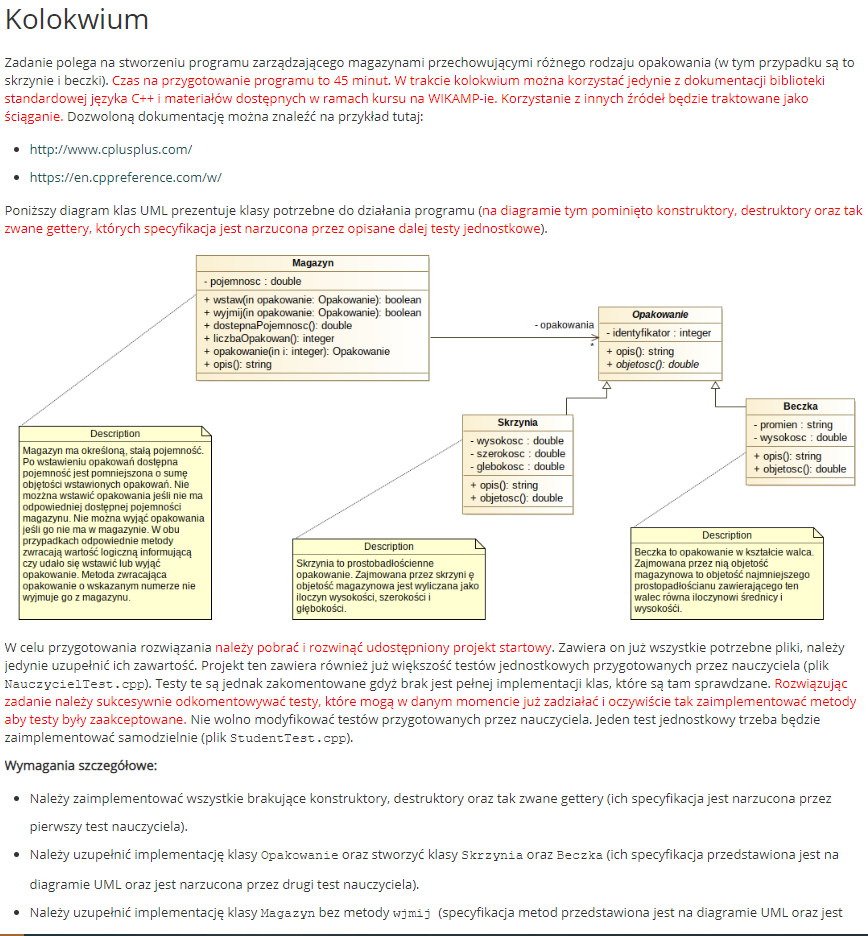 Kolokwium
Zadanie polega na stworzeniu programu zarządzającego magazynami przechowującymi różnego rodzaju opakowania (w tym przypadku są to
skrzynie i beczki). Czas na przygotowanie programu to 45 minut. W trakcie kolokwium można korzystać jedynie z dokumentacji biblioteki
standardowej języka C++ i materiałów dostępnych w ramach kursu na WIKAMP-ie. Korzystanie z innych źródeł będzie traktowane jako
ściąganie. Dozwoloną dokumentację można znaleźć na przykład tutaj:
• http://www.cplusplus.com/
• https://en.cppreference.com/w/
Poniższy diagram klas UML prezentuje klasy potrzebne do działania programu (na diagramie tym pominięto konstruktory, destruktory oraz tak
zwane gettery, których specyfikacja jest narzucona przez opisane dalej testy jednostkowe).
Magazyn
- pojemnosc : double
+ wstaw(in opakowanie: Opakowanie): boolean
+ wyjmij(in opakowanie: Opakowanie): boolean
+ dostepnaPojemnosc(): double
+ liczbaOpakowan(): integer
+ opakowanie(in i: integer): Opakowanie
+ opis(): string
- opakowania
*
Opakowanie
- identyfikator : integer
+ opis(): string
+ objetosc(): double
Skrzynia
- wysokosc : double
- szerokosc : double
- glebokosc : double
+ opis(): string
+ objetosc(): double
Beczka
- promien : string
- wysokosc : double
+ opis(): string
+ objetosc(): double
Description
Magazyn ma określoną, stałą pojemność.
Po wstawieniu opakowań dostępna
pojemność jest pomniejszona o sumę
objętości wstawionych opakowań. Nie
mozżna wstawić opakowania jeśli nie ma
odpowiedniej dostępnej pojemności
magazynu. Nie można wyjąć opakowania
jeśli go nie ma w magazynie. W obu
przypadkach odpowiednie metody
zwracają wartość logiczną informującą
czy udało się wstawić lub wyjąć
opakowanie. Metoda zwracająca
opakowanie o wskazanym numerze nie
wyjmuje go z magazynu.
Description
Skrzynia to prostobadłościenne
opakowanie. Zajmowana przez skrzyni ę
objetość magazynowa jest wyliczana jako
iloczyn wysokości, szerokości i
głębokości.
Description
Beczka to opakowanie w kształcie walca.
Zajmowana przez nią objetość
magazynowa to objetość najmniejszego
prostopadłościanu zawierającego ten
walec równa iloczynowi średnicy i
wysokośći.
W celu przygotowania rozwiązania należy pobrać i rozwinąć udostępniony projekt startowy. Zawiera on już wszystkie potrzebne pliki, należy
jedynie uzupełnić ich zawartość. Projekt ten zawiera również już większość testów jednostkowych przygotowanych przez nauczyciela (plik
NauczycielTest.cpp). Testy te są jednak zakomentowane gdyż brak jest pełnej implementacji klas, które są tam sprawdzane. Rozwiązując
zadanie należy sukcesywnie odkomentowywać testy, które mogą w danym momencie już zadziałać i oczywiście tak zaimplementować metody
aby testy były zaakceptowane. Nie wolno modyfikować testów przygotowanych przez nauczyciela. Jeden test jednostkowy trzeba będzie
zaimplementować samodzielnie (plik StudentTest.cpp).
Wymagania szczegółowe:
• Należy zaimplementować wszystkie brakujące konstruktory, destruktory oraz tak zwane gettery (ich specyfikacja jest narzucona przez
pierwszy test nauczyciela).
• Należy uzupełnić implementację klasy Opakowanie oraz stworzyć klasy Skrzynia oraz Beczka (ich specyfikacja przedstawiona jest na
diagramie UML oraz jest narzucona przez drugi test nauczyciela).
• Należy uzupełnić implementację klasy Magazyn bez metody wjmij (specyfikacja metod przedstawiona jest na diagramie UML oraz jest